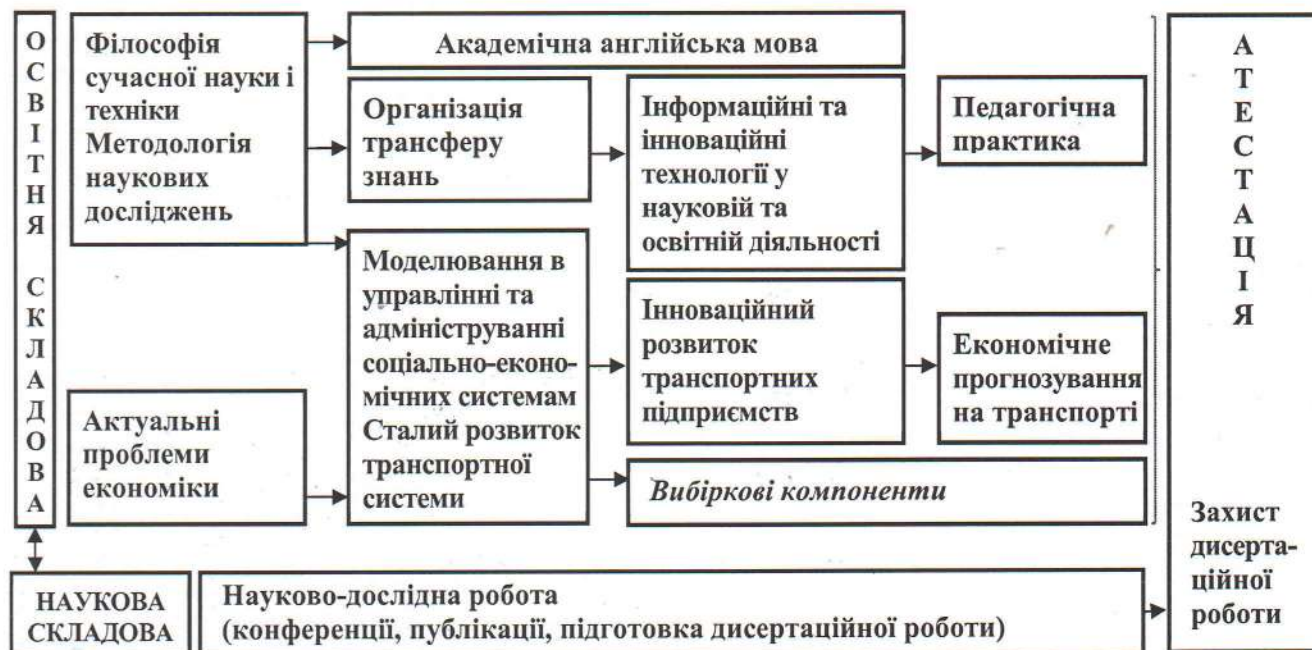 ОСВІТНЯ СКЛАДОВА
Філософія
сучасної науки і
техніки
Методологія
наукових
досліджень
Академічна англійська мова
Організація
трансферу
знань
Інформаційні та
інноваційні
технології у
науковій та
освітній діяльності
Педагогічна
практика
Актуальні
проблеми
економіки
Моделювання в
управлінні та
адмініструванні
соціально-еконо-
мічних системам
Сталий розвиток
транспортної
системи
Інноваційний
розвиток
транспортних
підприємств
Економічне
прогнозування
на транспорті
Вибіркові компоненти
АТЕСТАЦІЯ
Захист
дисерта-
ційної
роботи
НАУКОВА
СКЛАДОВА
Науково-дослідна робота
(конференції, публікації, підготовка дисертаційної роботи)